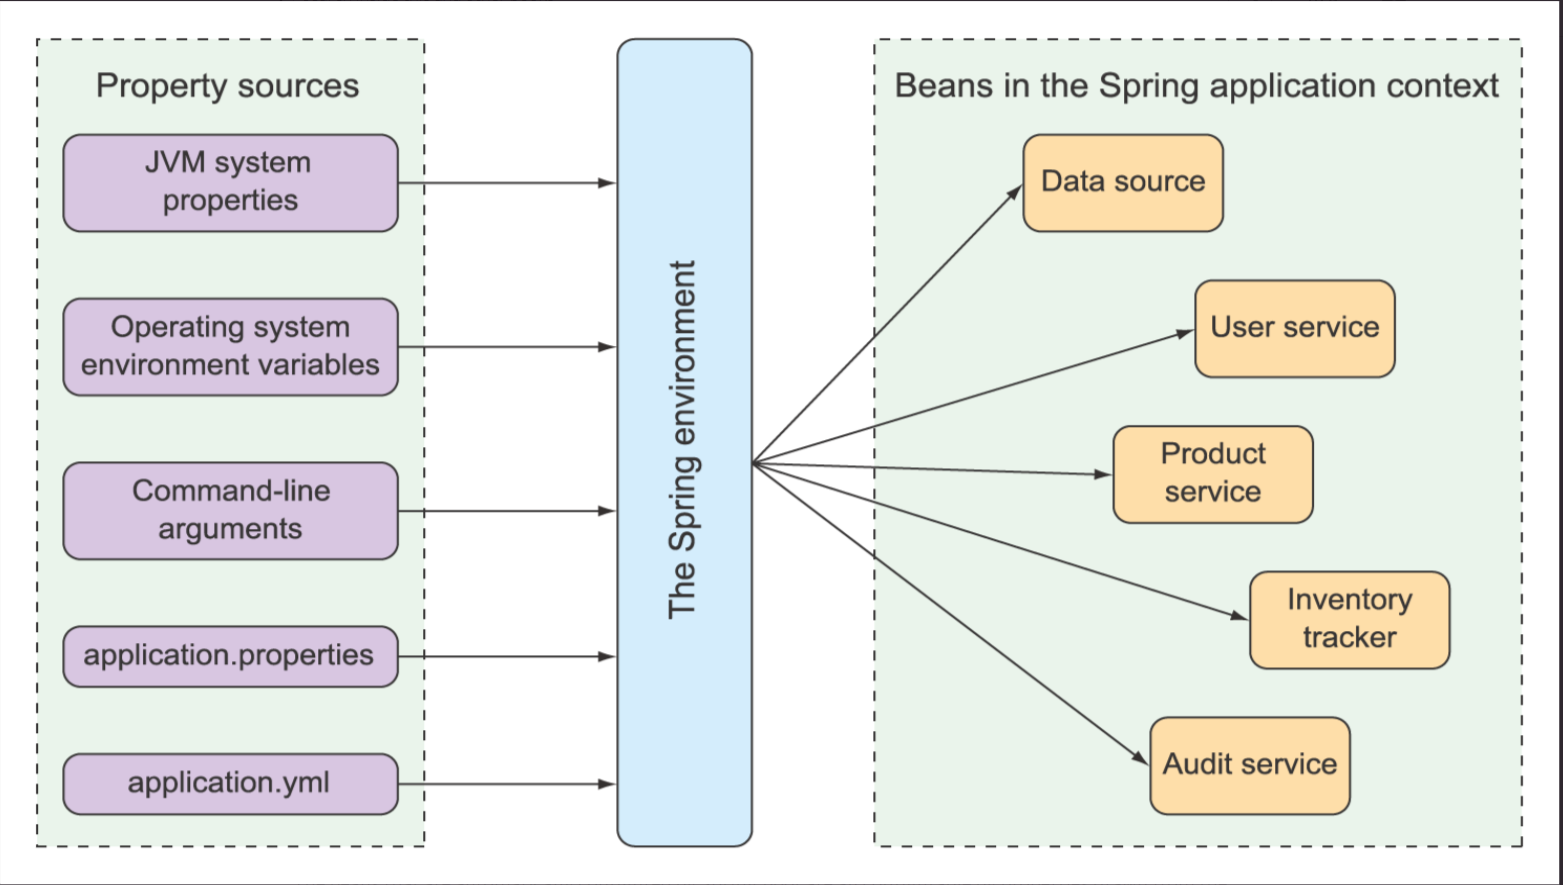 Property sources
JVM system
properties
Operating system
environment variables
Command-line
arguments
application.properties
application.yml
The Spring environment
Beans in the Spring application context
Data source
User service
Product
service
Inventory
tracker
Audit service